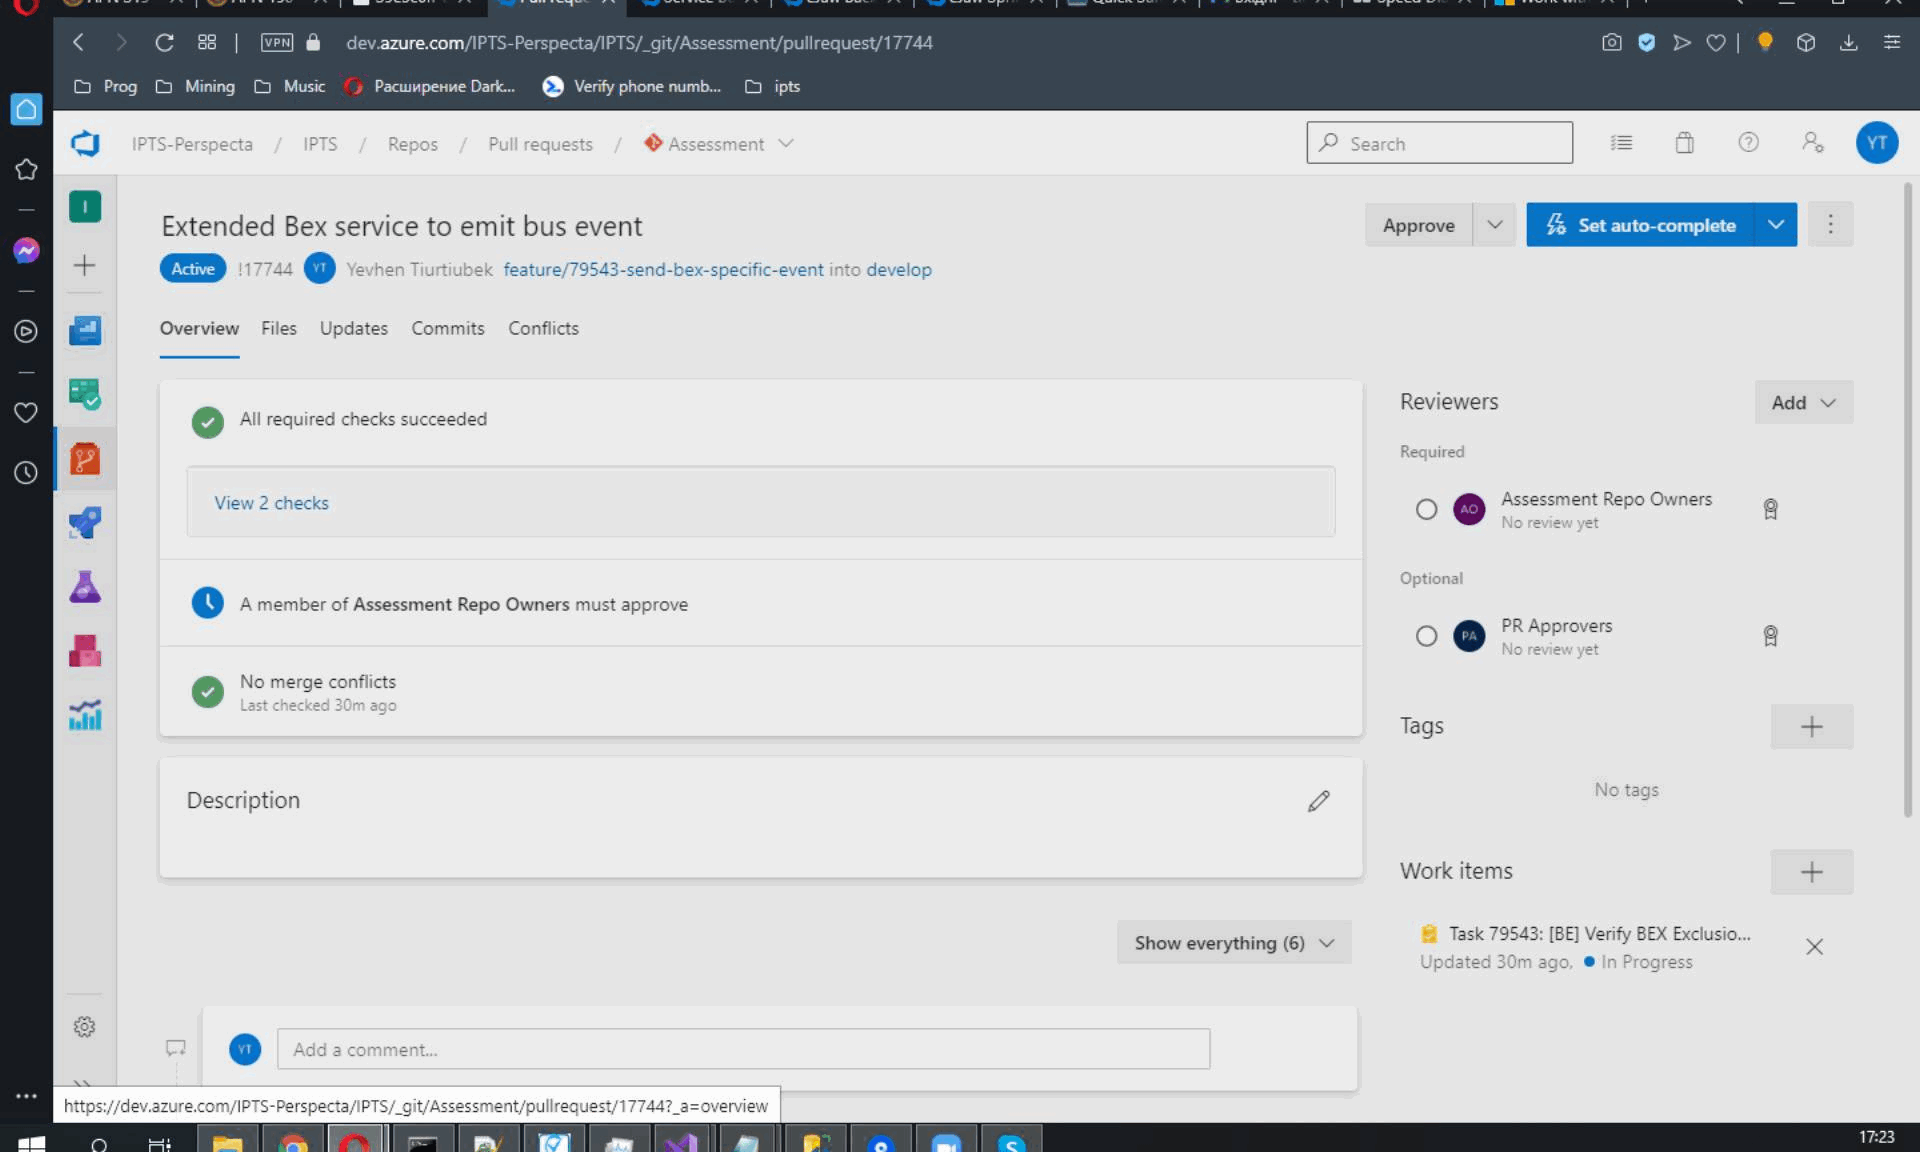 VPN
dev.azure.com/IPTS-Perspecta/IPTS/_git/Assessment/pullrequest/17744
Prog
Mining
Music
Расширение Dark...
Verify phone numb...
ipts
IPTS-Perspecta / IPTS / Repos / Pull requests / Assessment
Search
YT
I
Extended Bex service to emit bus event
Approve
Set auto-complete
Active !17744 YT Yevhen Tiurtiubek feature/79543-send-bex-specific-event into develop
Overview Files Updates Commits Conflicts
All required checks succeeded
View 2 checks
A member of Assessment Repo Owners must approve
No merge conflicts
Last checked 30m ago
Description
Show everything (6)
YT
Add a comment...
Reviewers
Add
Required
AO
Assessment Repo Owners
No review yet
Optional
PA
PR Approvers
No review yet
Tags
No tags
Work items
Task 79543: [BE] Verify BEX Exclusio...
Updated 30m ago, In Progress
https://dev.azure.com/IPTS-Perspecta/IPTS/_git/Assessment/pullrequest/17744?_a=overview
17:23